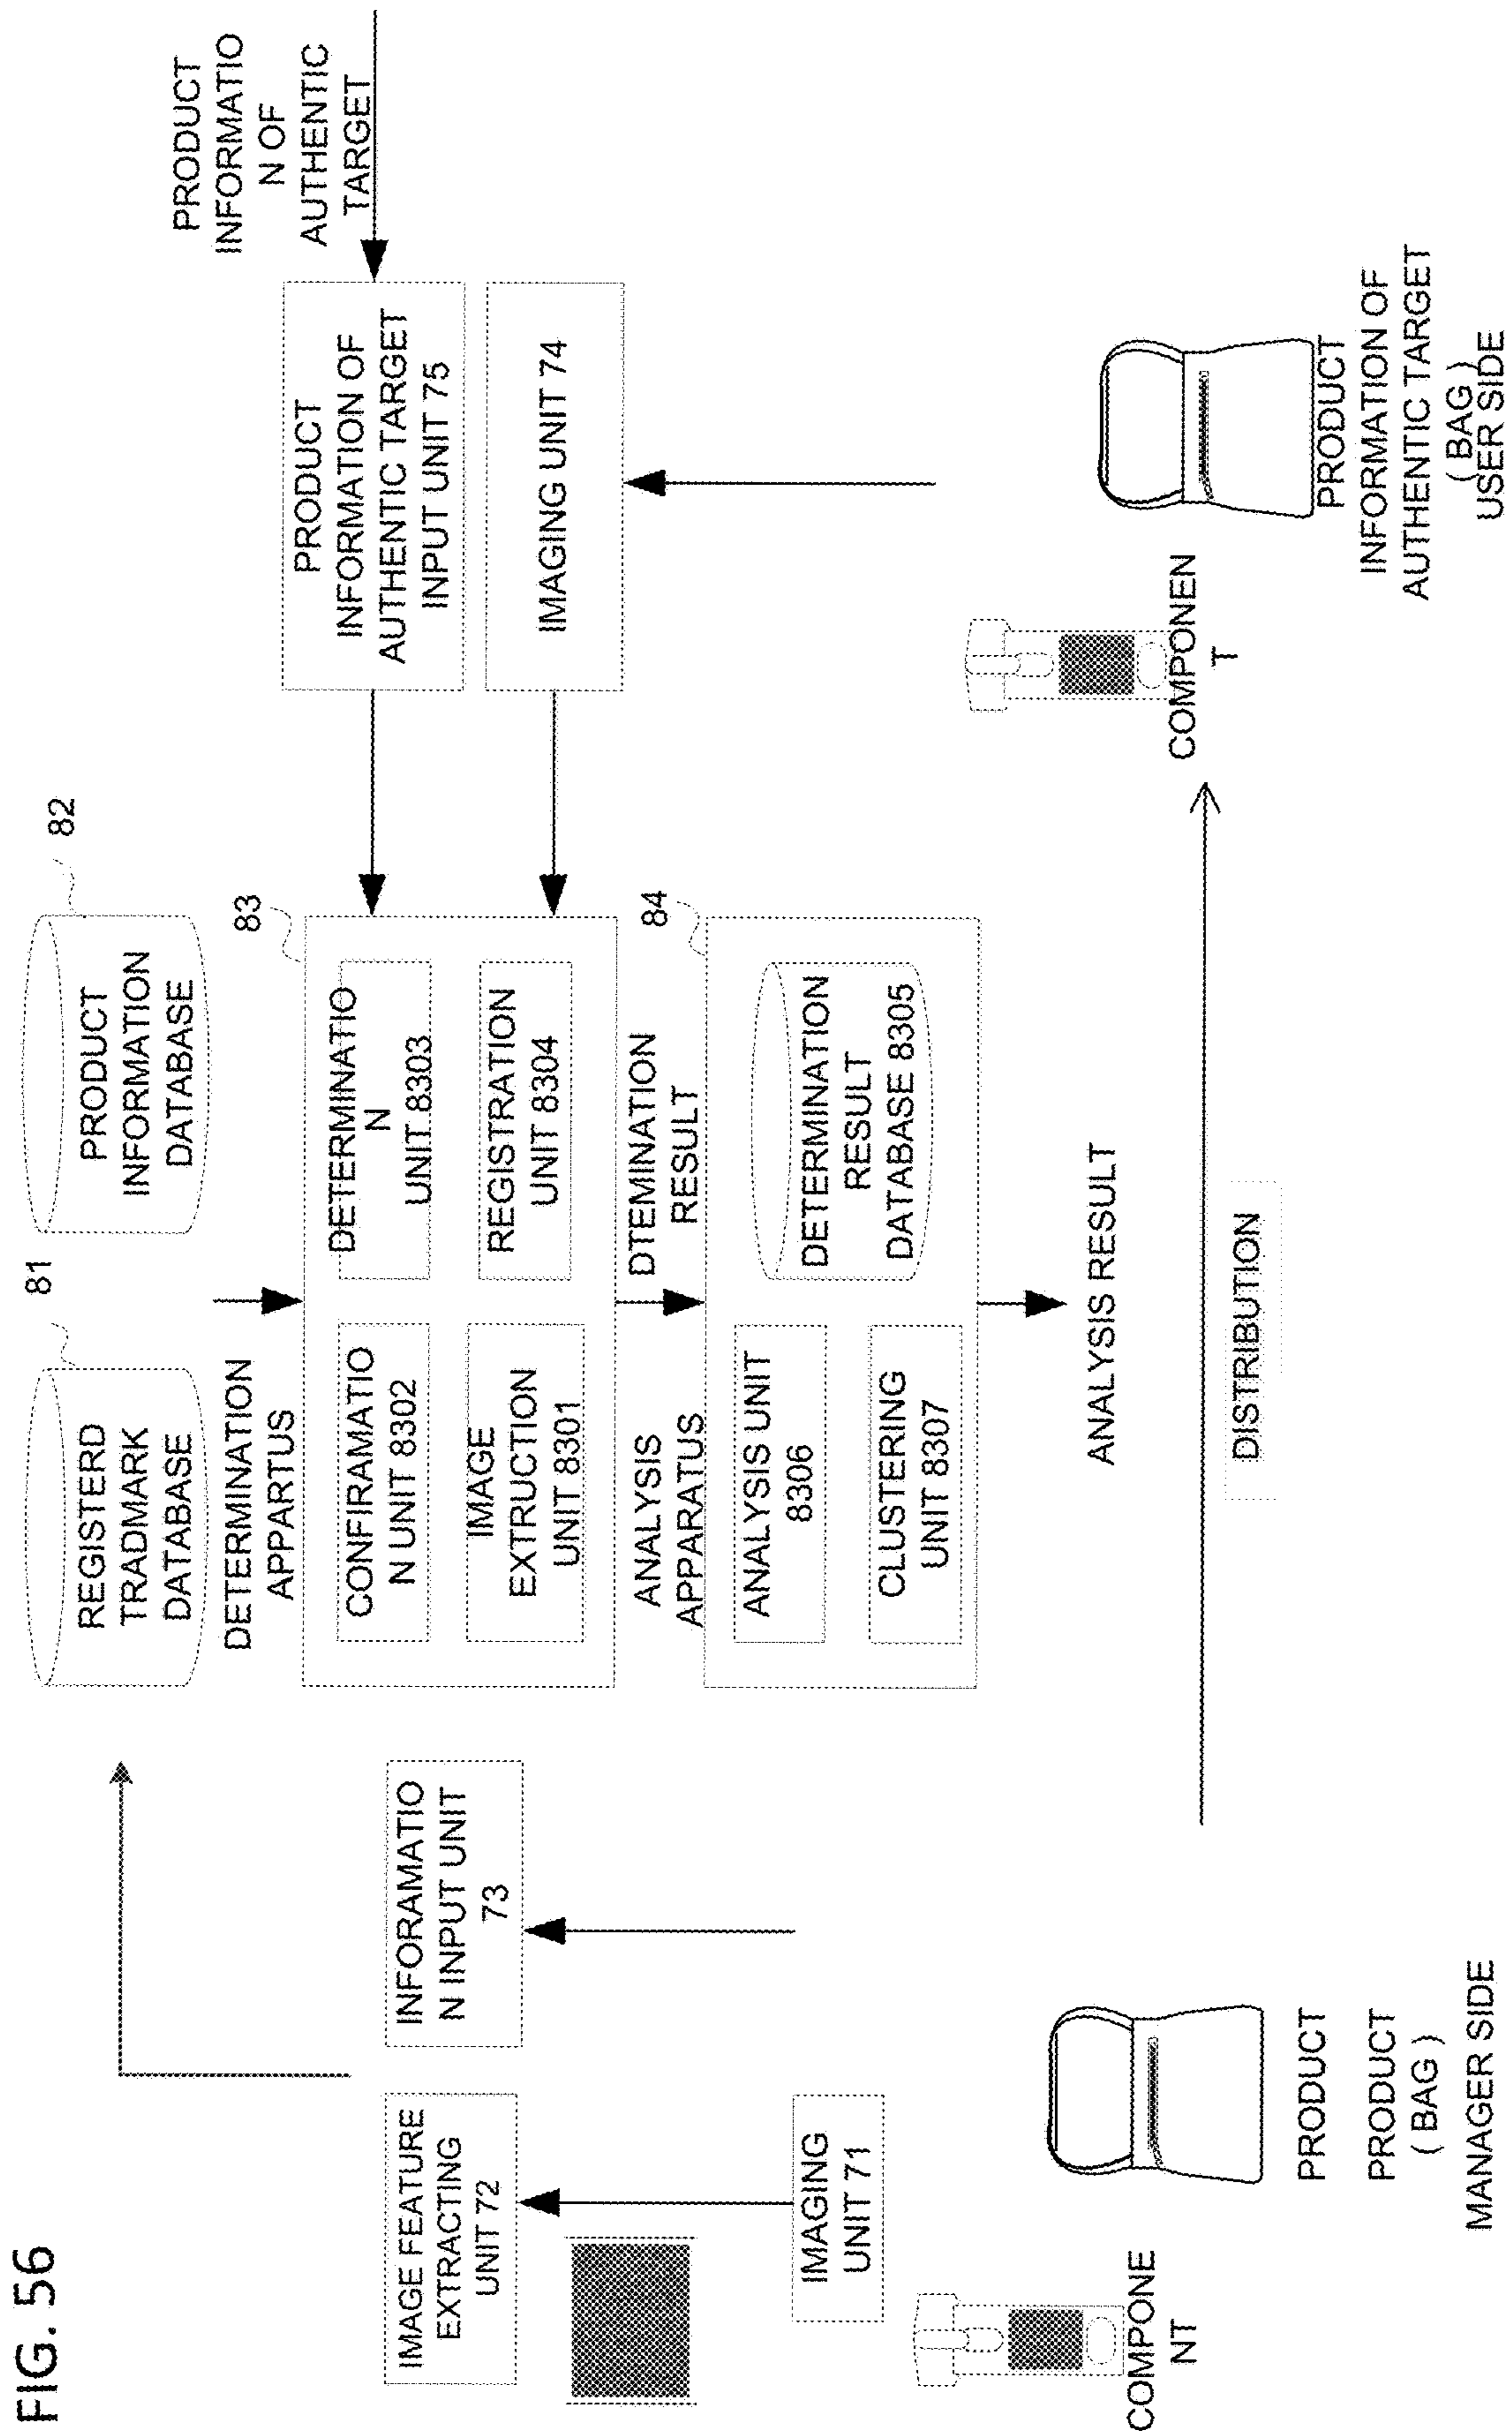 FIG. 56
REGISTERD
TRADMARK
DATABASE
81
PRODUCT
INFORMATION
DATABASE
82
DETERMINATION
APPARTUS
83
CONFIRAMATIO
N UNIT 8302
DETERMINATIO
N
UNIT 8303
IMAGE
EXTRUCTION
UNIT 8301
REGISTRATION
UNIT 8304
ANALYSIS
APPARATUS
DTEMINATION
RESULT
84
ANALYSIS UNIT
8306
DETERMINATION
RESULT
DATABASE 8305
CLUSTERING
UNIT 8307
ANALYSIS RESULT
DISTRIBUTION
IMAGE FEATURE
EXTRACTING
UNIT 72
INFORAMATIO
N INPUT UNIT
73
IMAGING
UNIT 71
COMPONE
NT
PRODUCT
PRODUCT
( BAG )
MANAGER SIDE
PRODUCT
INFORMATIO
N OF
AUTHENTIC
TARGET
PRODUCT
INFORMATION OF
AUTHENTIC TARGET
INPUT UNIT 75
IMAGING UNIT 74
COMPONEN
T
PRODUCT
INFORMATION OF
AUTHENTIC TARGET
( BAG )
USER SIDE